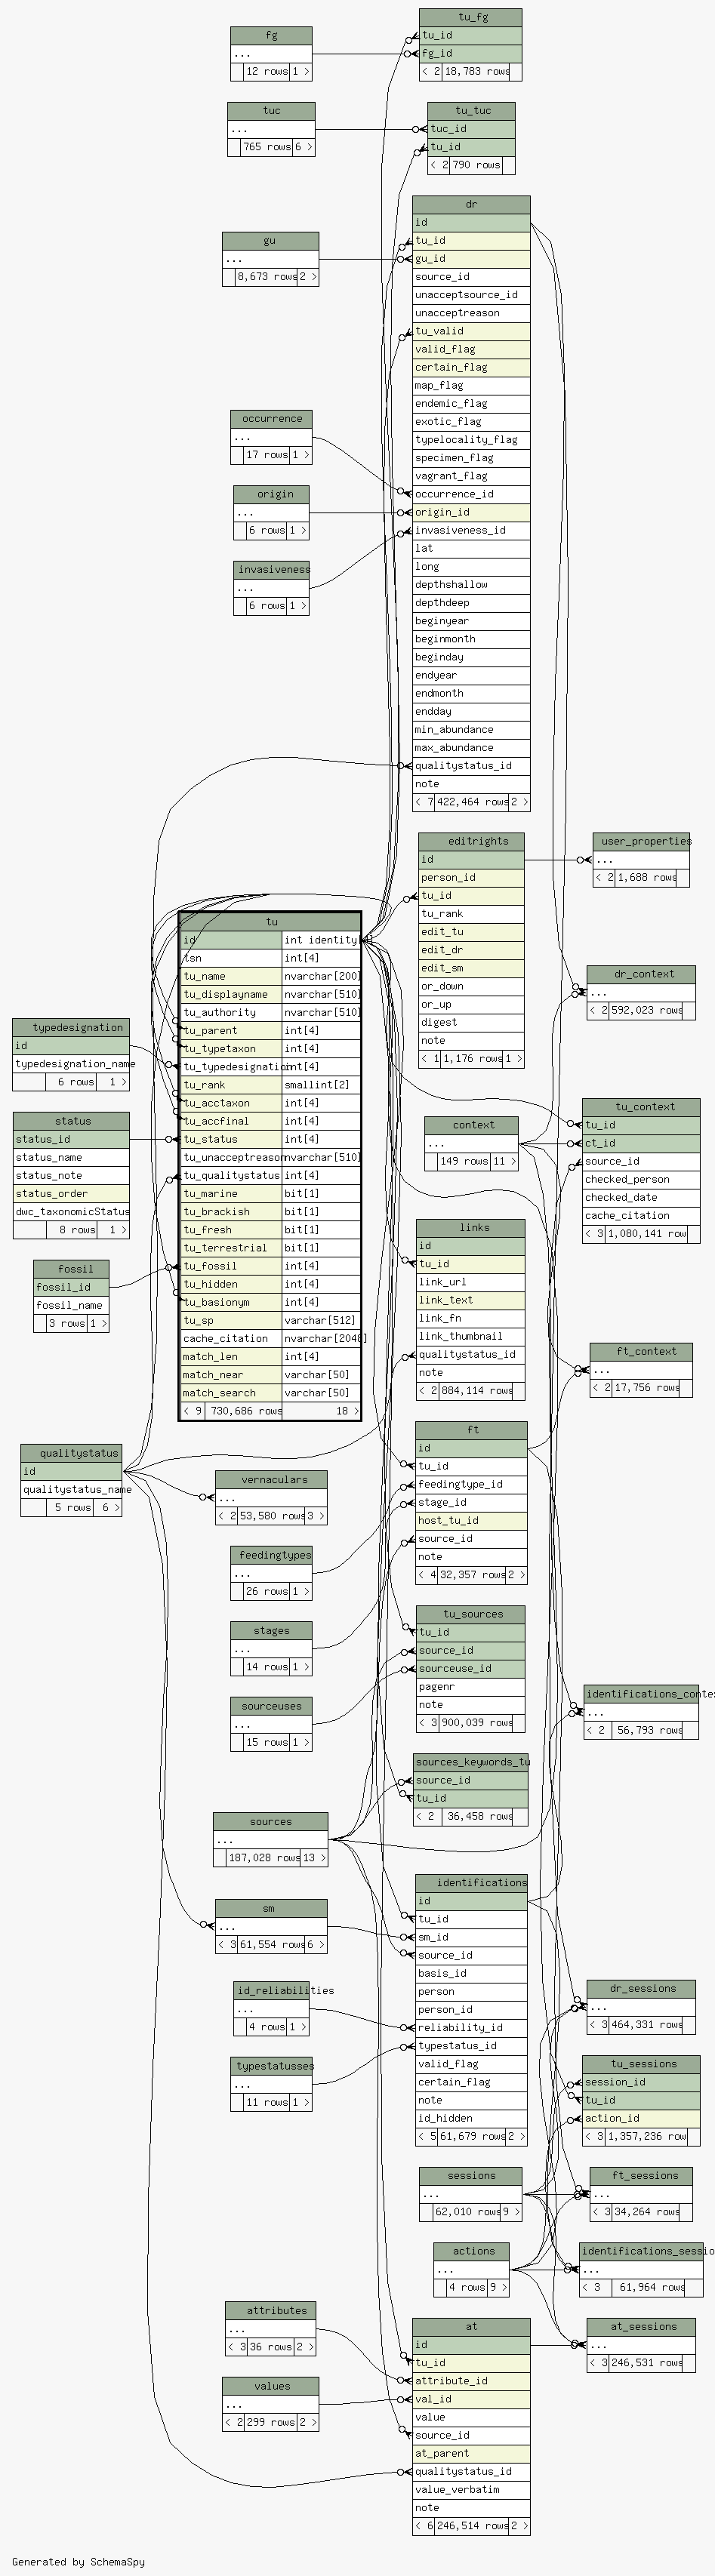 tu_fg
tu_id
fg_id
< 2 18,783 rows
fg
...
12 rows 1 >
tuc
...
765 rows 6 >
tu_tuc
tuc_id
tu_id
< 2 790 rows
dr
id
tu_id
gu_id
source_id
unacceptsource_id
unacceptreason
tu_valid
valid_flag
certain_flag
map_flag
endemic_flag
exotic_flag
typelocality_flag
specimen_flag
vagrant_flag
occurrence_id
origin_id
invasiveness_id
lat
long
depthshallow
depthdeep
beginyear
beginmonth
beginday
endyear
endmonth
endday
min_abundance
max_abundance
qualitystatus_id
note
< 7 422,464 rows 2 >
gu
...
8,673 rows 2 >
occurrence
...
17 rows 1 >
origin
...
6 rows 1 >
invasiveness
...
6 rows 1 >
editrights
id
person_id
tu_id
tu_rank
edit_tu
edit_dr
edit_sm
or_down
or_up
digest
note
< 1 1,176 rows 1 >
user_properties
...
< 2 1,688 rows
tu
id int identity[4]
tsn int[4]
tu_name nvarchar[200]
tu_displayname nvarchar[510]
tu_authority nvarchar[510]
tu_parent int[4]
tu_typetaxon int[4]
tu_typedesignation int[4]
tu_rank smallint[2]
tu_acctaxon int[4]
tu_accfinal int[4]
tu_status int[4]
tu_unacceptreason nvarchar[510]
tu_qualitystatus int[4]
tu_marine bit[1]
tu_brackish bit[1]
tu_fresh bit[1]
tu_terrestrial bit[1]
tu_fossil int[4]
tu_hidden int[4]
tu_basionym int[4]
tu_sp varchar[512]
cache_citation nvarchar[2048]
match_len int[4]
match_near varchar[50]
match_search varchar[50]
< 9 730,686 rows 18 >
dr_context
...
< 2 592,023 rows
typedesignation
id
typedesignation_name
6 rows 1 >
status
status_id
status_name
status_note
status_order
dwc_taxonomicStatus
8 rows 1 >
fossil
fossil_id
fossil_name
3 rows 1 >
context
...
149 rows 11 >
tu_context
tu_id
ct_id
source_id
checked_person
checked_date
cache_citation
< 3 1,080,141 row
links
id
tu_id
link_url
link_text
link_fn
link_thumbnail
qualitystatus_id
note
< 2 884,114 rows
ft_context
...
< 2 17,756 rows
ft
id
tu_id
feedingtype_id
stage_id
host_tu_id
source_id
note
< 4 32,357 rows 2 >
qualitystatus
id
qualitystatus_name
5 rows 6 >
vernaculars
...
< 2 53,580 rows 3 >
feedingtypes
...
26 rows 1 >
stages
...
14 rows 1 >
sourceuses
...
15 rows 1 >
tu_sources
tu_id
source_id
sourceuse_id
pagenr
note
< 3 900,039 rows
identifications_conte
...
< 2 56,793 rows
sources_keywords_tu
source_id
tu_id
< 2 36,458 rows
sources
...
187,028 rows 13 >
identifications
id
tu_id
sm_id
source_id
basis_id
person
person_id
reliability_id
typestatus_id
valid_flag
certain_flag
note
id_hidden
< 5 61,679 rows 2 >
sm
...
< 3 61,554 rows 6 >
id_reliabilities
...
4 rows 1 >
typestatusses
...
11 rows 1 >
dr_sessions
...
< 3 464,331 rows
tu_sessions
session_id
tu_id
action_id
< 3 1,357,236 row
sessions
...
62,010 rows 9 >
ft_sessions
...
< 3 34,264 rows
actions
...
4 rows 9 >
identifications_sessio
...
< 3 61,964 rows
attributes
...
< 3 36 rows 2 >
values
...
< 2 299 rows 2 >
at
id
tu_id
attribute_id
val_id
value
source_id
at_parent
qualitystatus_id
value_verbatim
note
< 6 246,514 rows 2 >
at_sessions
...
< 3 246,531 rows
Generated by SchemaSpy